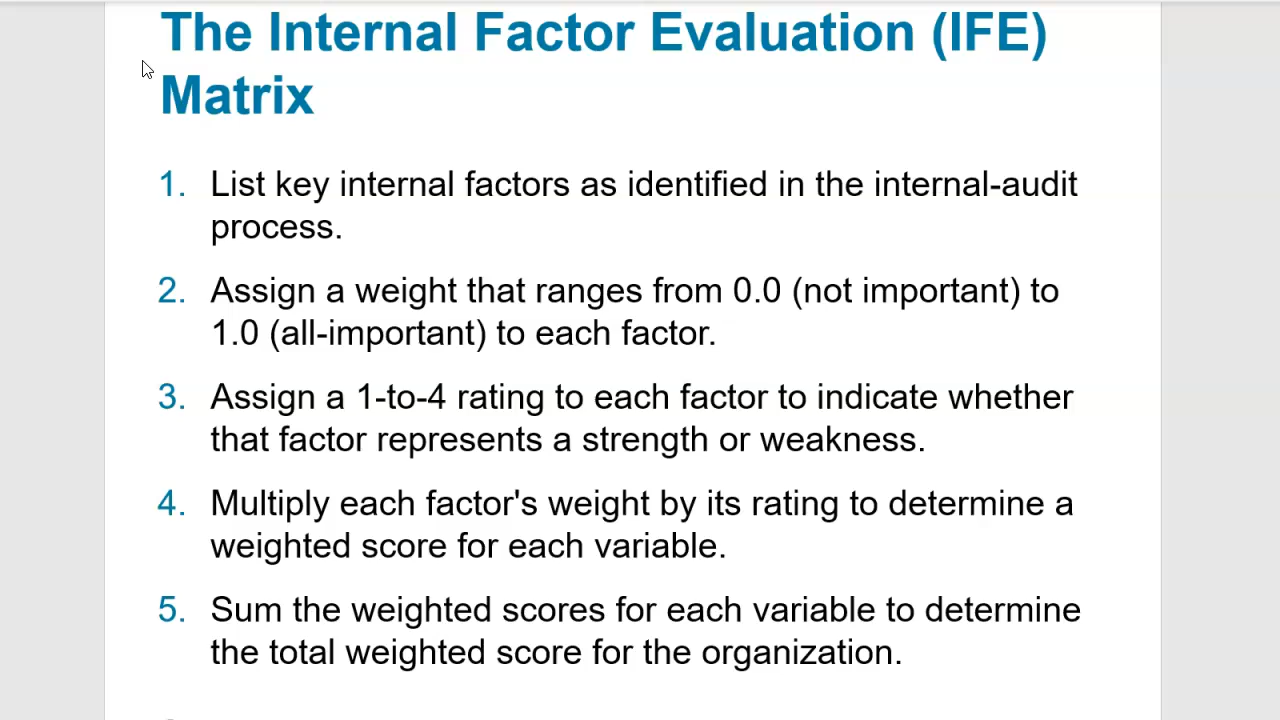 The Internal Factor Evaluation (IFE)
Matrix
1. List key internal factors as identified in the internal-audit
process.
2. Assign a weight that ranges from 0.0 (not important) to
1.0 (all-important) to each factor.
3. Assign a 1-to-4 rating to each factor to indicate whether
that factor represents a strength or weakness.
4. Multiply each factor's weight by its rating to determine a
weighted score for each variable.
5. Sum the weighted scores for each variable to determine
the total weighted score for the organization.